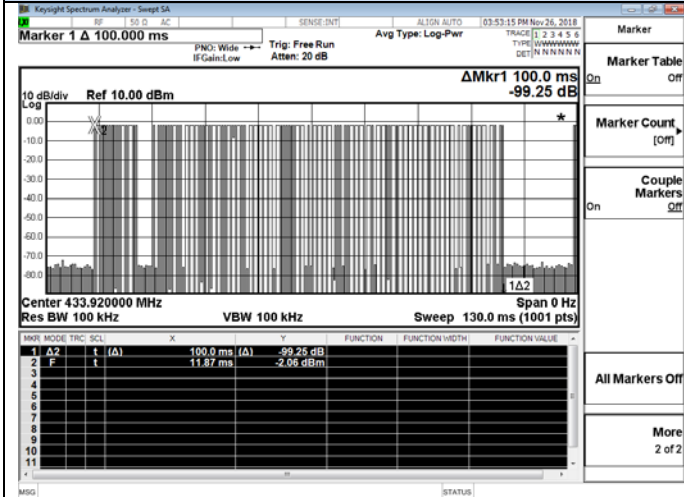 Keysight Spectrum Analyzer - Swept SA
RF 50 Ω AC SENSE:INT ALIGN AUTO 03:53:15 PM Nov 26, 2018
Marker 1 Δ 100.000 ms
PNO: Wide
IFGain:Low
Trig: Free Run
Atten: 20 dB
Avg Type: Log-Pwr
TRACE 1 2 3 4 5 6
TYPE WWWWWW
DET N N N N N N
ΔMkr1 100.0 ms
-99.25 dB
10 dB/div Ref 10.00 dBm
Log
0.00
-10.0
-20.0
-30.0
-40.0
-50.0
-60.0
-70.0
-80.0
2
*
1Δ2
Center 433.920000 MHz Span 0 Hz
Res BW 100 kHz VBW 100 kHz Sweep 130.0 ms (1001 pts)
MKR MODE TRC SCL X Y FUNCTION FUNCTION WIDTH FUNCTION VALUE
1 Δ2 t (Δ) 100.0 ms (Δ) -99.25 dB
2 F t 11.87 ms -2.06 dBm
3
4
5
6
7
8
9
10
11
MSG STATUS
Marker
Marker Table
On Off
Marker Count
[Off]
Couple
Markers
On Off
All Markers Off
More
2 of 2